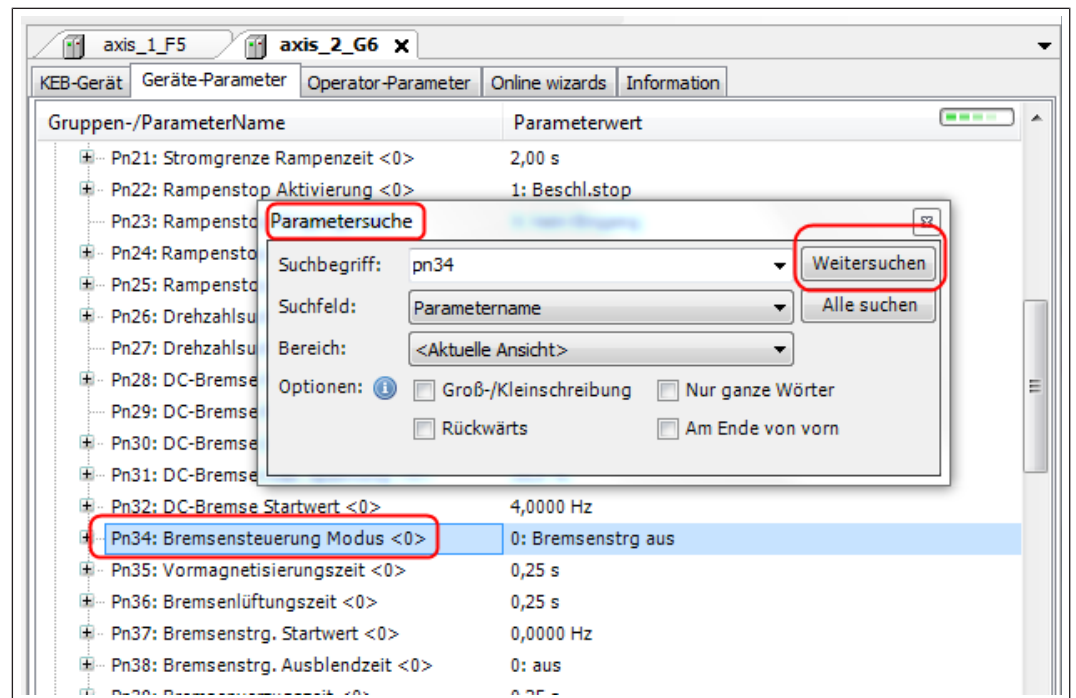 axis_1_F5 axis_2_G6 x
KEB-Gerät Geräte-Parameter Operator-Parameter Online wizards Information
Gruppen-/ParameterName Parameterwert
Pn21: Stromgrenze Rampenzeit <0> 2,00 s
Pn22: Rampenstop Aktivierung <0> 1: Beschl.stop
Pn23: Rampensto
Parametersuche
Pn24: Rampensto
Suchbegriff: pn34 Weitersuchen
Pn25: Rampensto
Suchfeld: Parametername Alle suchen
Pn26: Drehzahlsu
Pn27: Drehzahlsu
Bereich: <Aktuelle Ansicht>
Pn28: DC-Bremse
Optionen: Groß-/Kleinschreibung Nur ganze Wörter
Pn29: DC-Bremse
Rückwärts Am Ende von vorn
Pn30: DC-Bremse
Pn31: DC-Bremse
Pn32: DC-Bremse Startwert <0> 4,0000 Hz
Pn34: Bremsensteuerung Modus <0> 0: Bremsenstrg aus
Pn35: Vormagnetisierungszeit <0> 0,25 s
Pn36: Bremsenlüftungszeit <0> 0,25 s
Pn37: Bremsenstrg. Startwert <0> 0,0000 Hz
Pn38: Bremsenstrg. Ausblendzeit <0> 0: aus